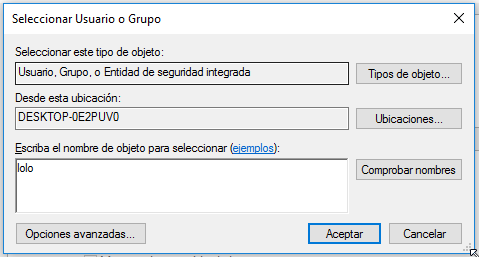 Seleccionar Usuario o Grupo
Seleccionar este tipo de objeto:
Usuario, Grupo, o Entidad de seguridad integrada
Tipos de objeto...
Desde esta ubicación:
DESKTOP-0E2PUV0
Ubicaciones...
Escriba el nombre de objeto para seleccionar (ejemplos):
lolo
Comprobar nombres
Opciones avanzadas...
Aceptar
Cancelar